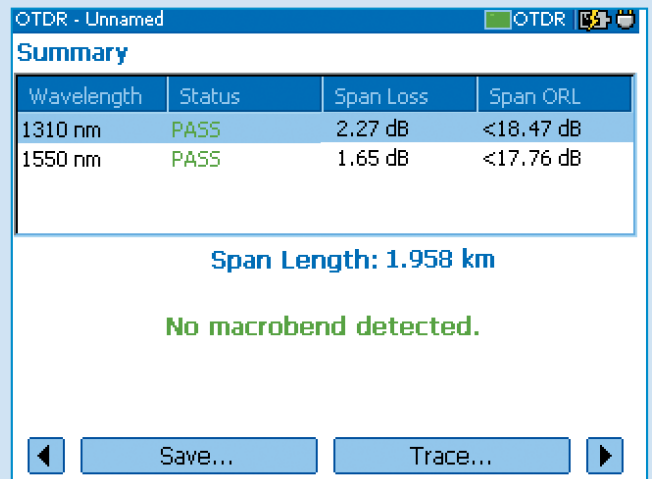 OTDR - Unnamed OTDR
Summary
Wavelength Status Span Loss Span ORL
1310 nm PASS 2.27 dB <18.47 dB
1550 nm PASS 1.65 dB <17.76 dB
Span Length: 1.958 km
No macrobend detected.
Save... Trace...